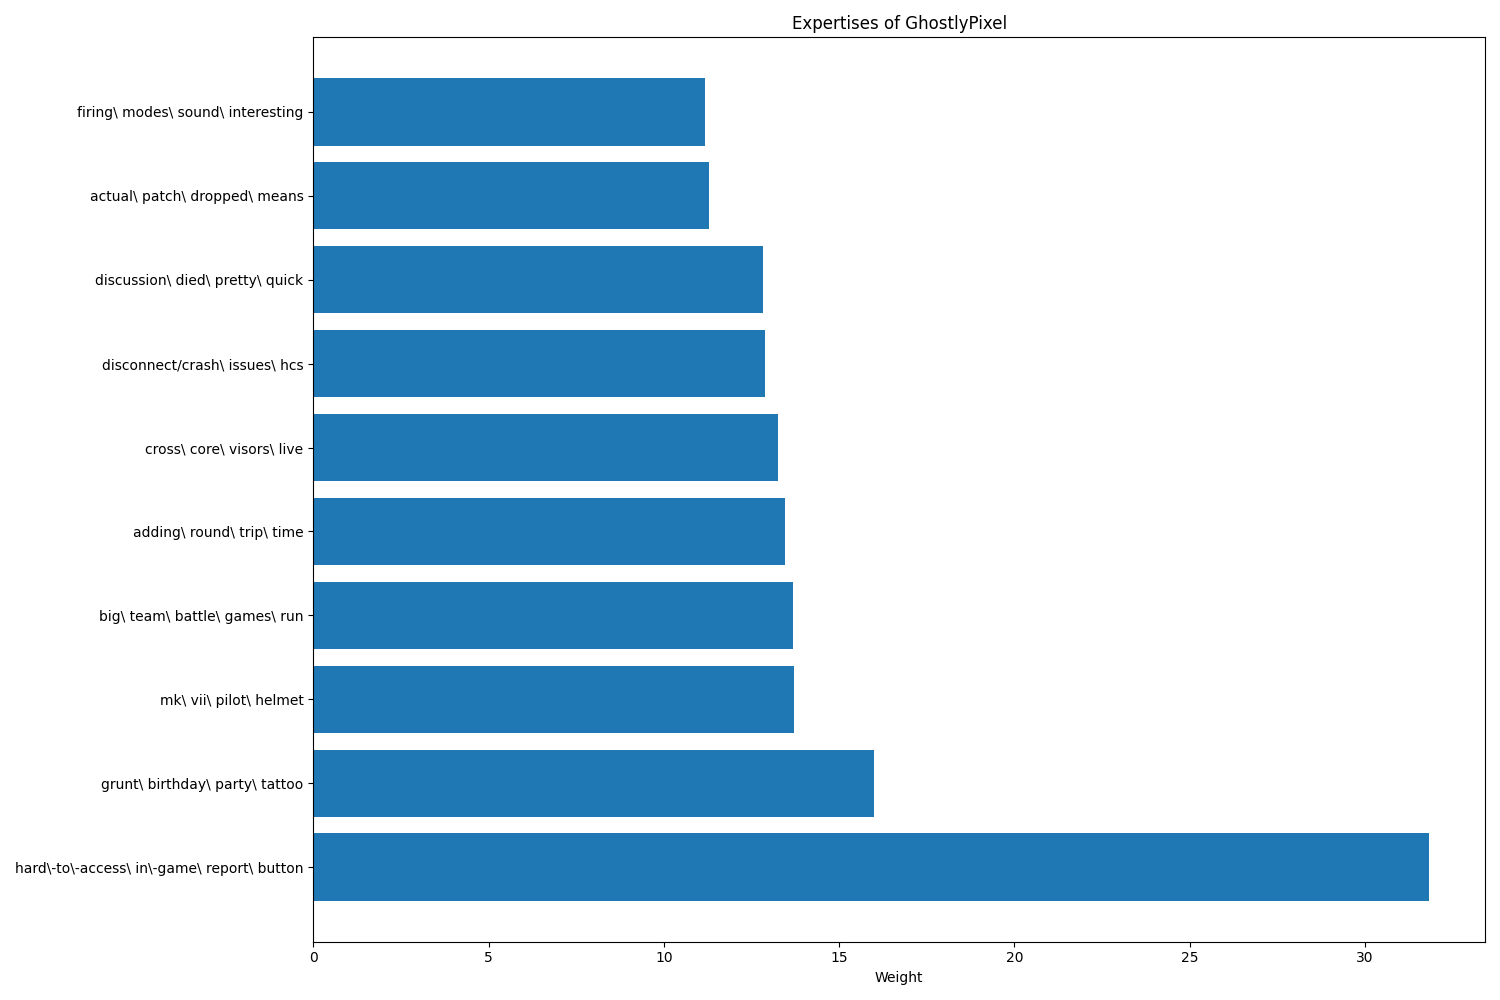 Expertises of GhostlyPixel
firing\ modes\ sound\ interesting
actual\ patch\ dropped\ means
discussion\ died\ pretty\ quick
disconnect/crash\ issues\ hcs
cross\ core\ visors\ live
adding\ round\ trip\ time
big\ team\ battle\ games\ run
mk\ vii\ pilot\ helmet
grunt\ birthday\ party\ tattoo
hard\-to\-access\ in\-game\ report\ button
0 5 10 15 20 25 30
Weight